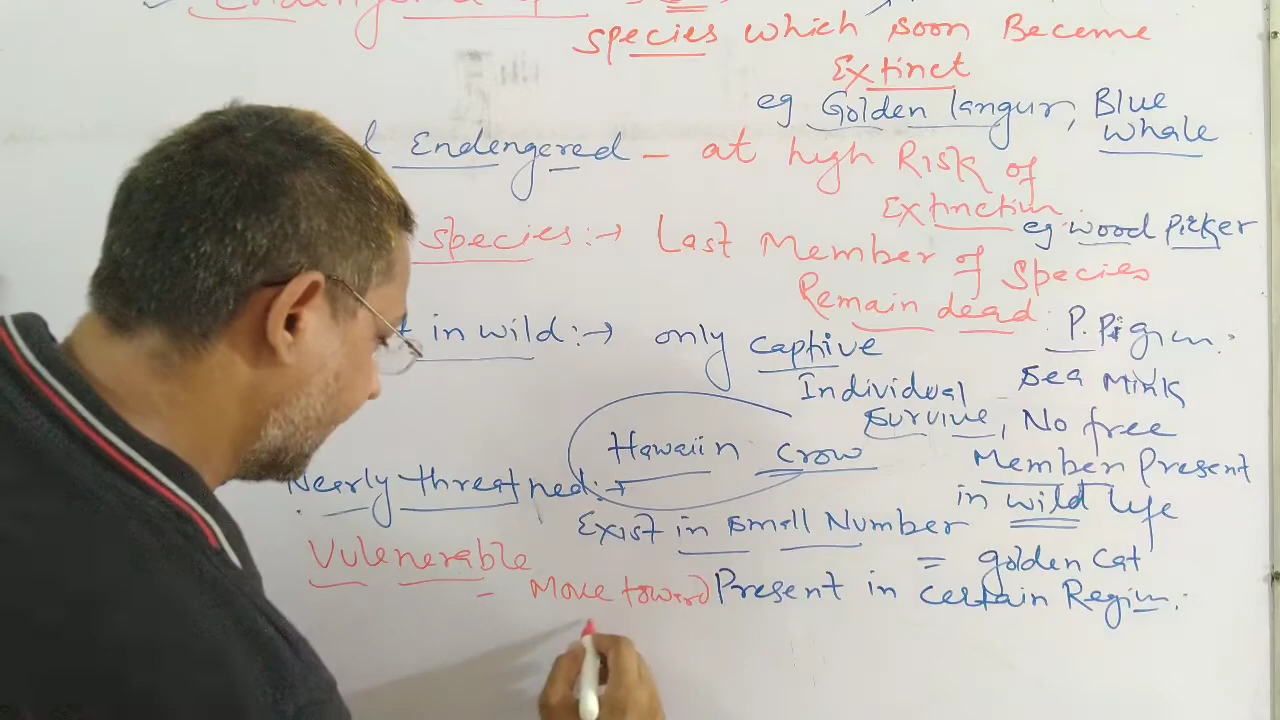 Endangered
species which soon Become
Extinct
eg Golden langur, Blue
whale
l Endengered - at high Risk of
Extinction
eg wood Picker
species :→ Last Member of Species
Remain dead
P. Pigim.
t in wild :→ only captive
Individual
Sea Mink
survive, No free
Member Present
in wild life
Hawaiin crow
Nearly threatned :→
Exist in small Number
= golden Cat
Present in certain Region.
Vulenerable
- Move toward